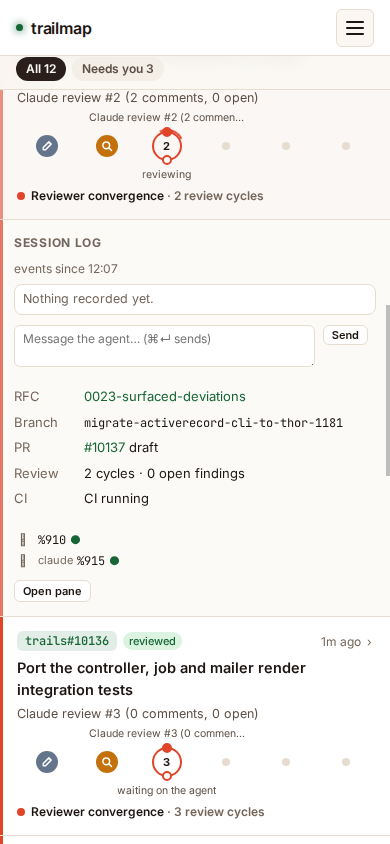 trailmap
All 12
Needs you 3
Claude review #2 (2 comments, 0 open)
Claude review #2 (2 commen...
2
reviewing
Reviewer convergence · 2 review cycles
SESSION LOG
events since 12:07
Nothing recorded yet.
Message the agent... (⌘↵ sends)
Send
RFC 0023-surfaced-deviations
Branch migrate-activerecord-cli-to-thor-1181
PR #10137 draft
Review 2 cycles · 0 open findings
CI CI running
%910
claude %915
Open pane
trails#10136 reviewed 1m ago ›
Port the controller, job and mailer render
integration tests
Claude review #3 (0 comments, 0 open)
Claude review #3 (0 commen...
3
waiting on the agent
Reviewer convergence · 3 review cycles